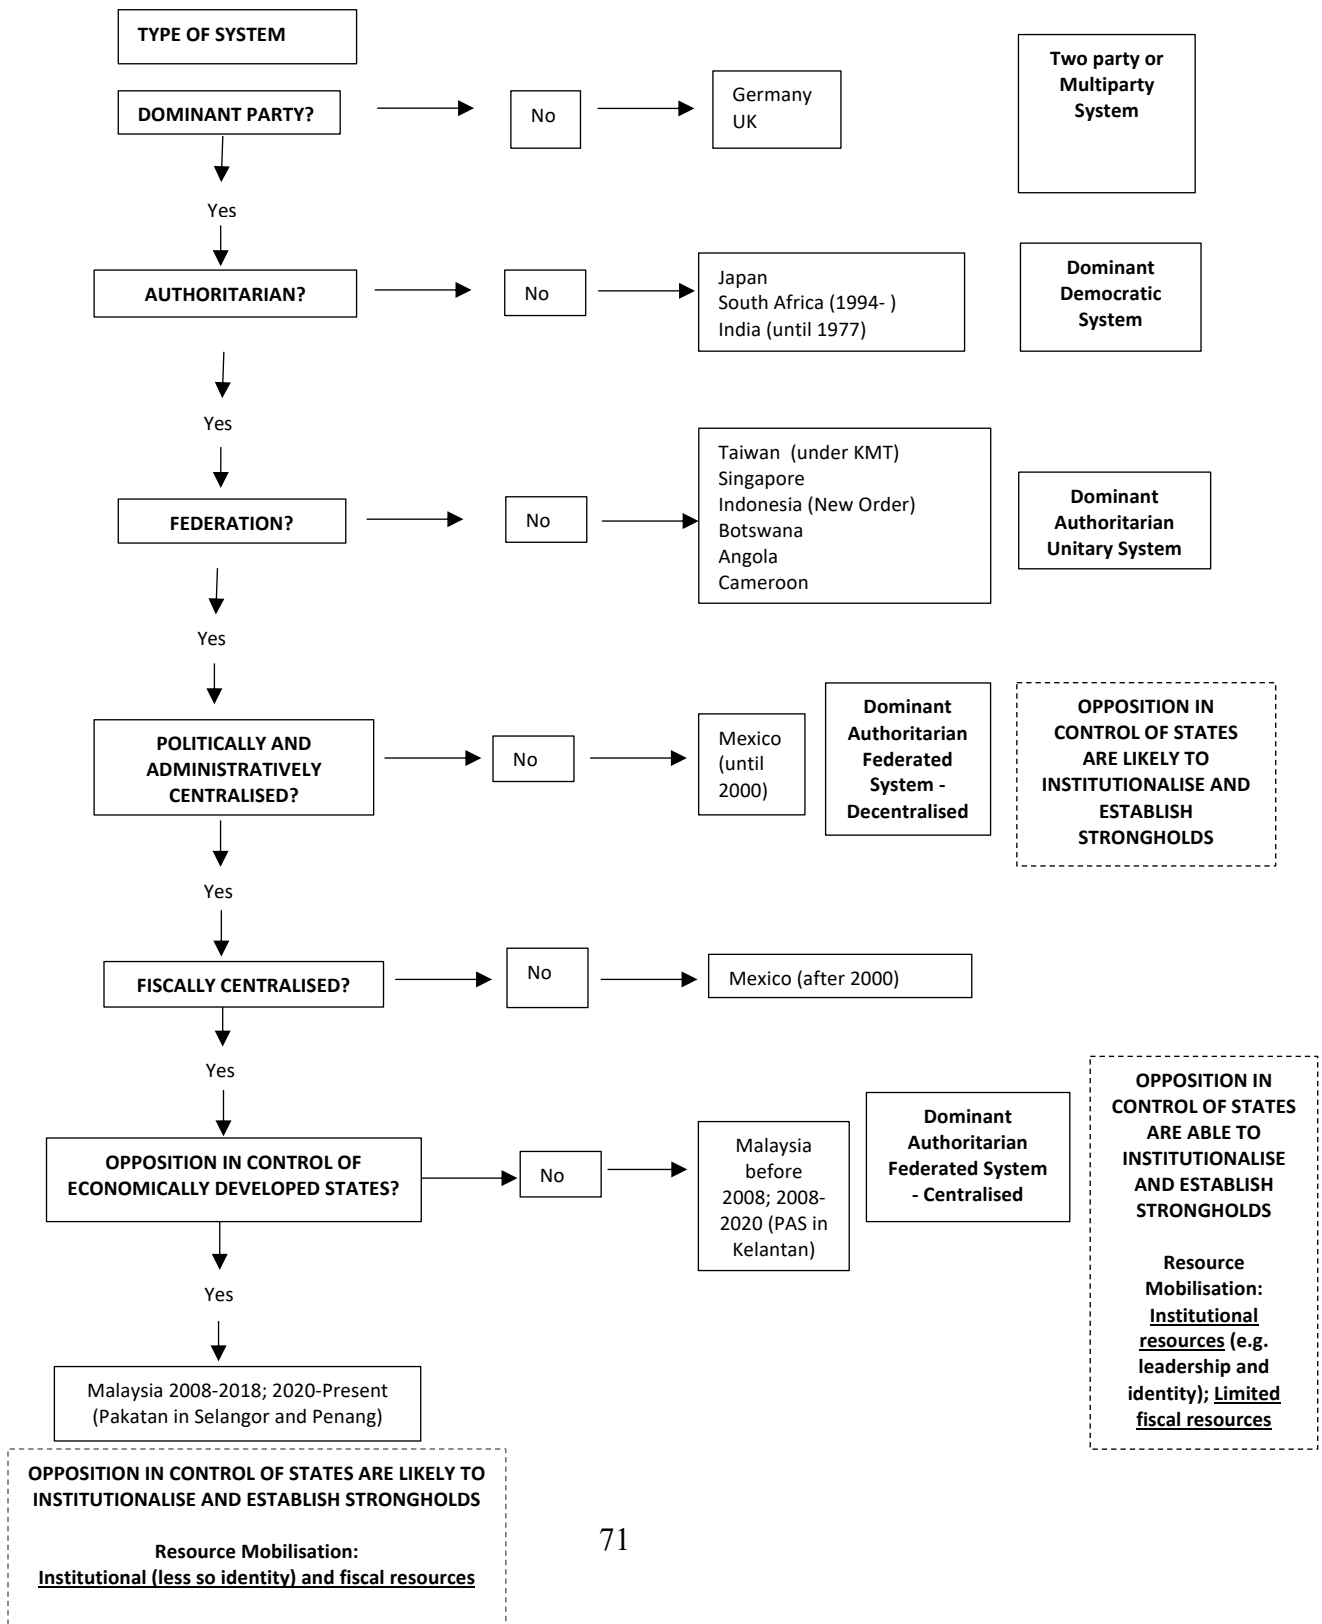 TYPE OF SYSTEM
DOMINANT PARTY?
No
Germany
UK
Two party or
Multiparty
System
Yes
AUTHORITARIAN?
No
Japan
South Africa (1994- )
India (until 1977)
Dominant
Democratic
System
Yes
FEDERATION?
No
Taiwan (under KMT)
Singapore
Indonesia (New Order)
Botswana
Angola
Cameroon
Dominant
Authoritarian
Unitary System
Yes
POLITICALLY AND
ADMINISTRATIVELY
CENTRALISED?
No
Mexico
(until
2000)
Dominant
Authoritarian
Federated
System -
Decentralised
OPPOSITION IN
CONTROL OF STATES
ARE LIKELY TO
INSTITUTIONALISE AND
ESTABLISH
STRONGHOLDS
Yes
FISCALLY CENTRALISED?
No
Mexico (after 2000)
Yes
OPPOSITION IN CONTROL OF
ECONOMICALLY DEVELOPED STATES?
No
Malaysia
before
2008; 2008-
2020 (PAS in
Kelantan)
Dominant
Authoritarian
Federated System
- Centralised
OPPOSITION IN
CONTROL OF STATES
ARE ABLE TO
INSTITUTIONALISE
AND ESTABLISH
STRONGHOLDS
Resource
Mobilisation:
Institutional
resources (e.g.
leadership and
identity); Limited
fiscal resources
Yes
Malaysia 2008-2018; 2020-Present
(Pakatan in Selangor and Penang)
OPPOSITION IN CONTROL OF STATES ARE LIKELY TO
INSTITUTIONALISE AND ESTABLISH STRONGHOLDS
Resource Mobilisation:
Institutional (less so identity) and fiscal resources
71